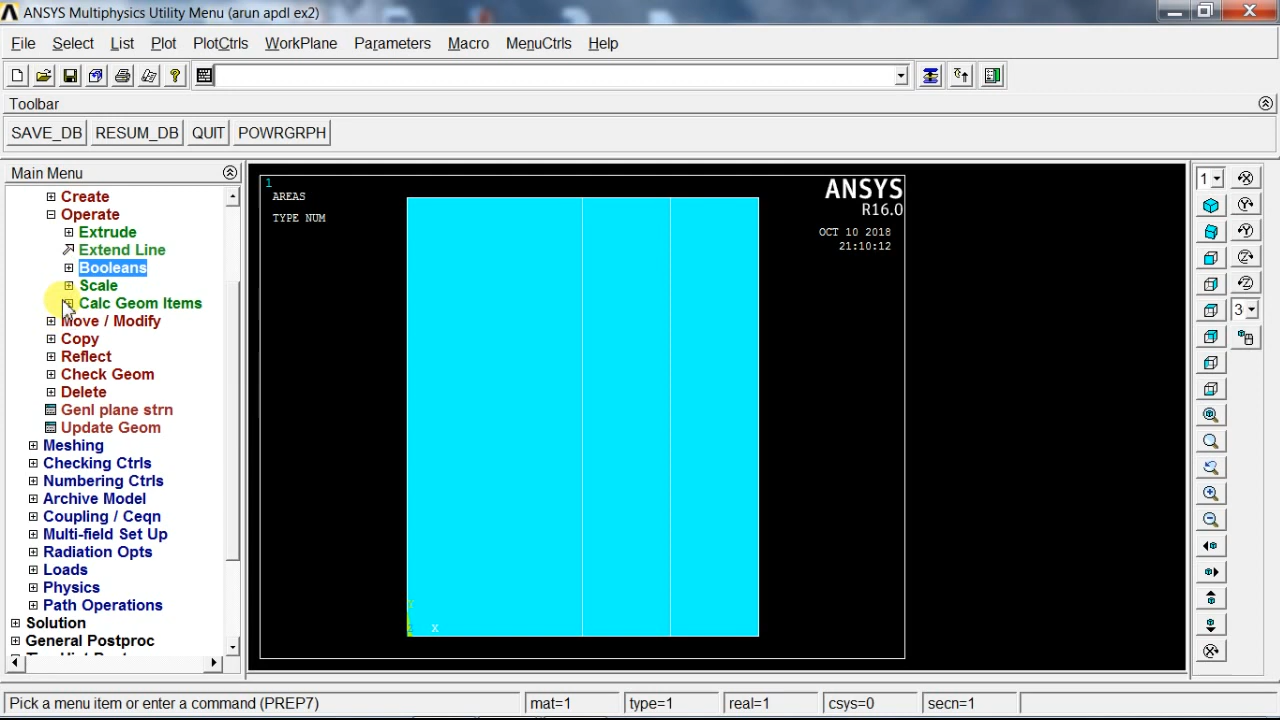 ANSYS Multiphysics Utility Menu (arun apdl ex2)
File Select List Plot PlotCtrls WorkPlane Parameters Macro MenuCtrls Help
Toolbar
SAVE_DB RESUM_DB QUIT POWRGRPH
Main Menu
Create
Operate
Extrude
Extend Line
Booleans
Scale
Calc Geom Items
Move / Modify
Copy
Reflect
Check Geom
Delete
Genl plane strn
Update Geom
Meshing
Checking Ctrls
Numbering Ctrls
Archive Model
Coupling / Ceqn
Multi-field Set Up
Radiation Opts
Loads
Physics
Path Operations
Solution
General Postproc
1
AREAS
TYPE NUM
ANSYS
R16.0
OCT 10 2018
21:10:12
Y
Z X
1
3
Pick a menu item or enter a command (PREP7) mat=1 type=1 real=1 csys=0 secn=1